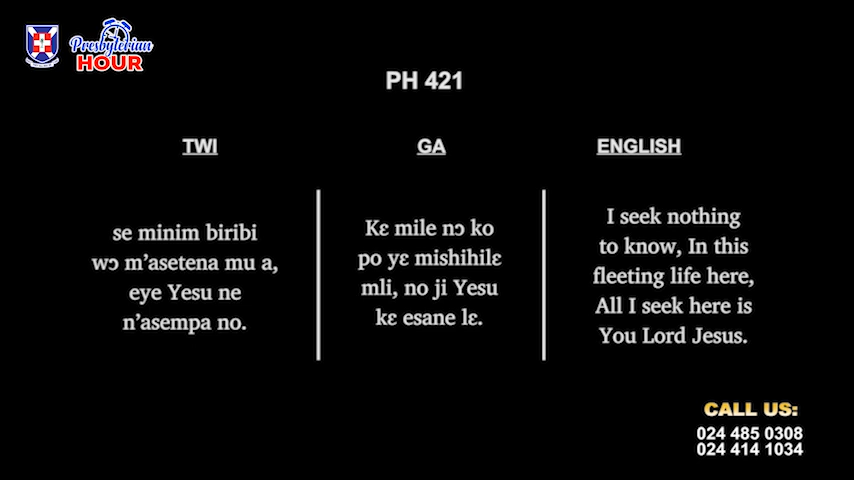 Presbyterian
HOUR
PH 421
TWI
se minim biribi
wɔ m’asetena mu a,
eye Yesu ne
n’asempa no.
GA
Kɛ mile nɔ ko
po yɛ mishihilɛ
mli, no ji Yesu
kɛ esane lɛ.
ENGLISH
I seek nothing
to know, In this
fleeting life here,
All I seek here is
You Lord Jesus.
CALL US:
024 485 0308
024 414 1034